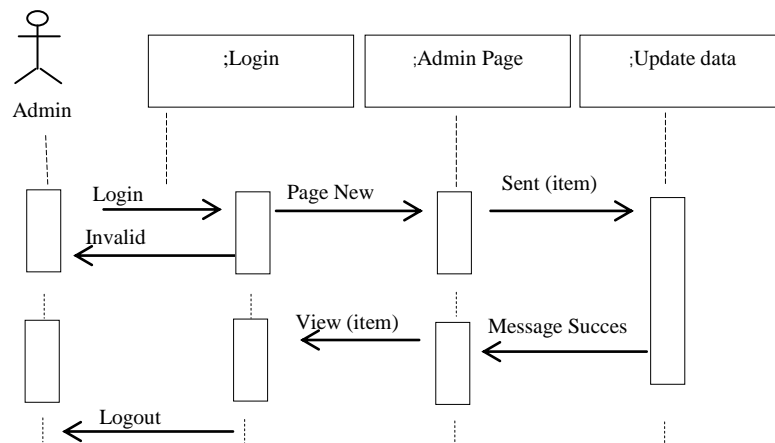 ;Login
;Admin Page
;Update data
Admin
Login
Page New
Sent (item)
Invalid
View (item)
Message Succes
Logout